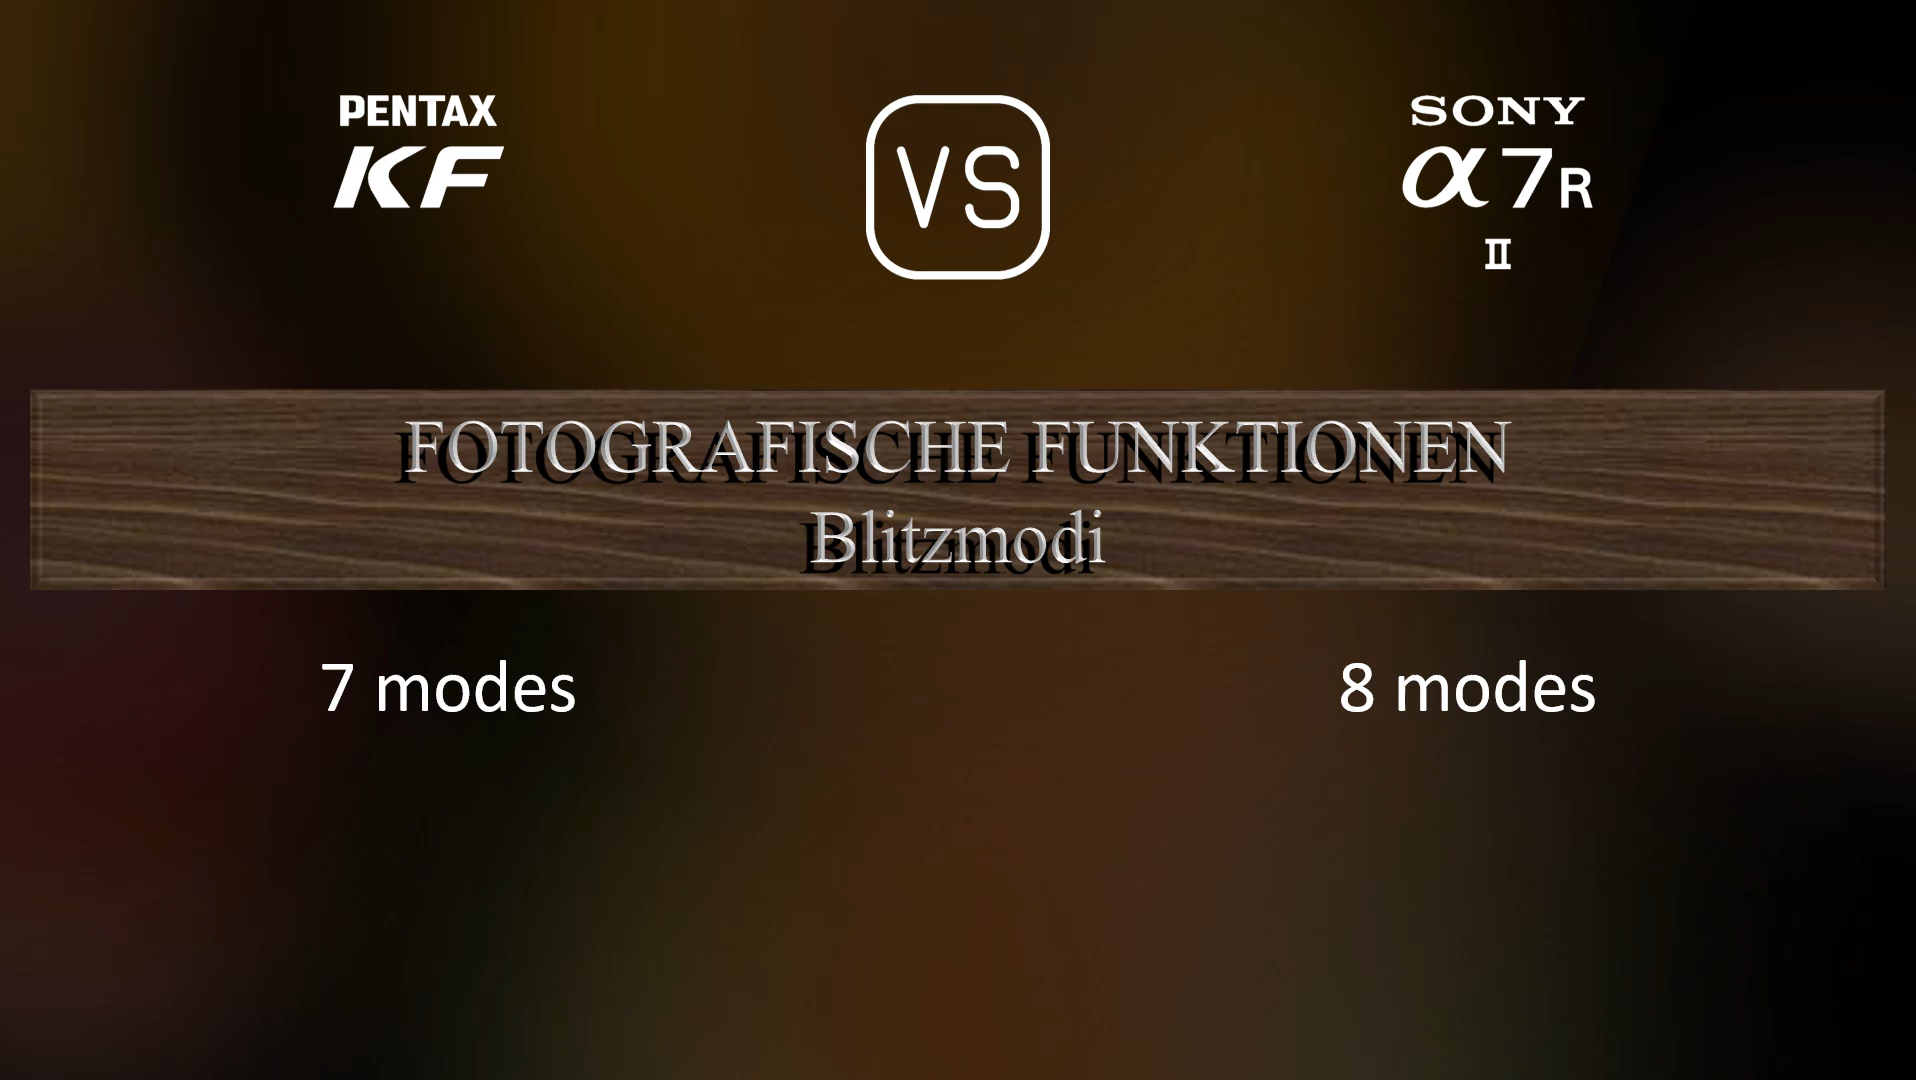 PENTAX
KF
VS
SONY
α7R
II
FOTOGRAFISCHE FUNKTIONEN
Blitzmodi
7 modes
8 modes